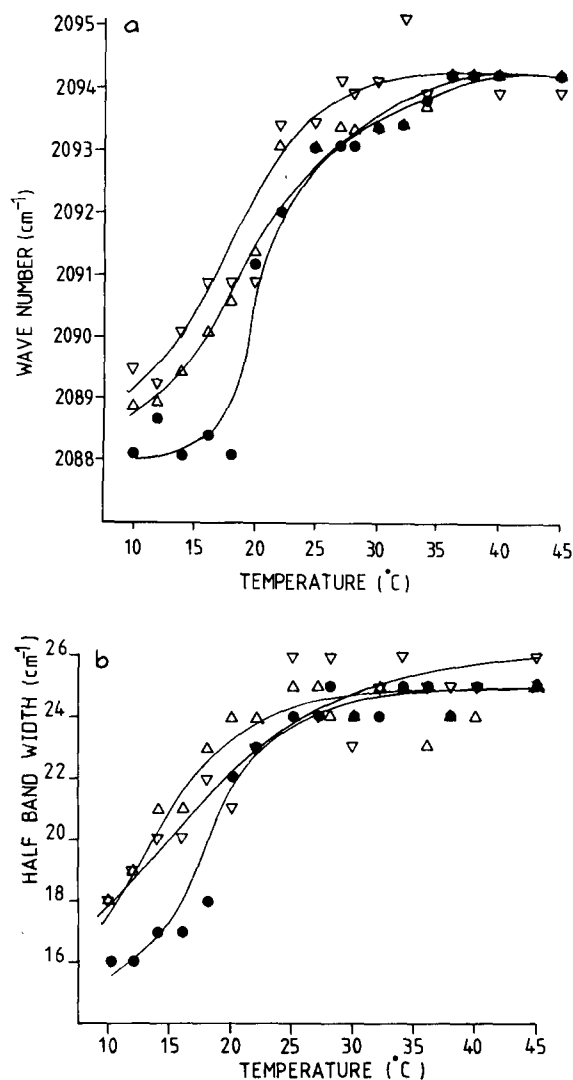 a
2095
2094
2093
2092
2091
2090
2089
2088
WAVE NUMBER (cm⁻¹)
10 15 20 25 30 35 40 45
TEMPERATURE (°C)
b
26
24
22
20
18
16
HALF BAND WIDTH (cm⁻¹)
10 15 20 25 30 35 40 45
TEMPERATURE (°C)